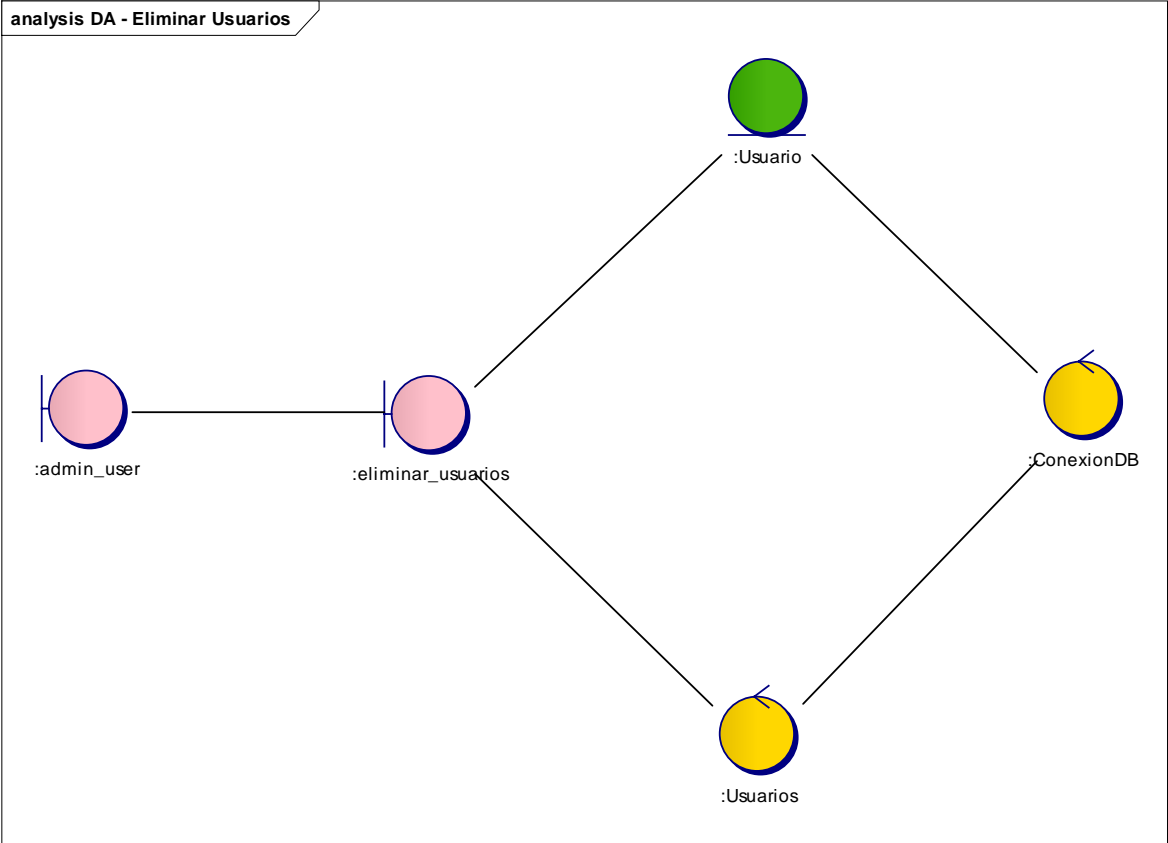 analysis DA - Eliminar Usuarios
:Usuario
:admin_user
:eliminar_usuarios
:ConexionDB
:Usuarios